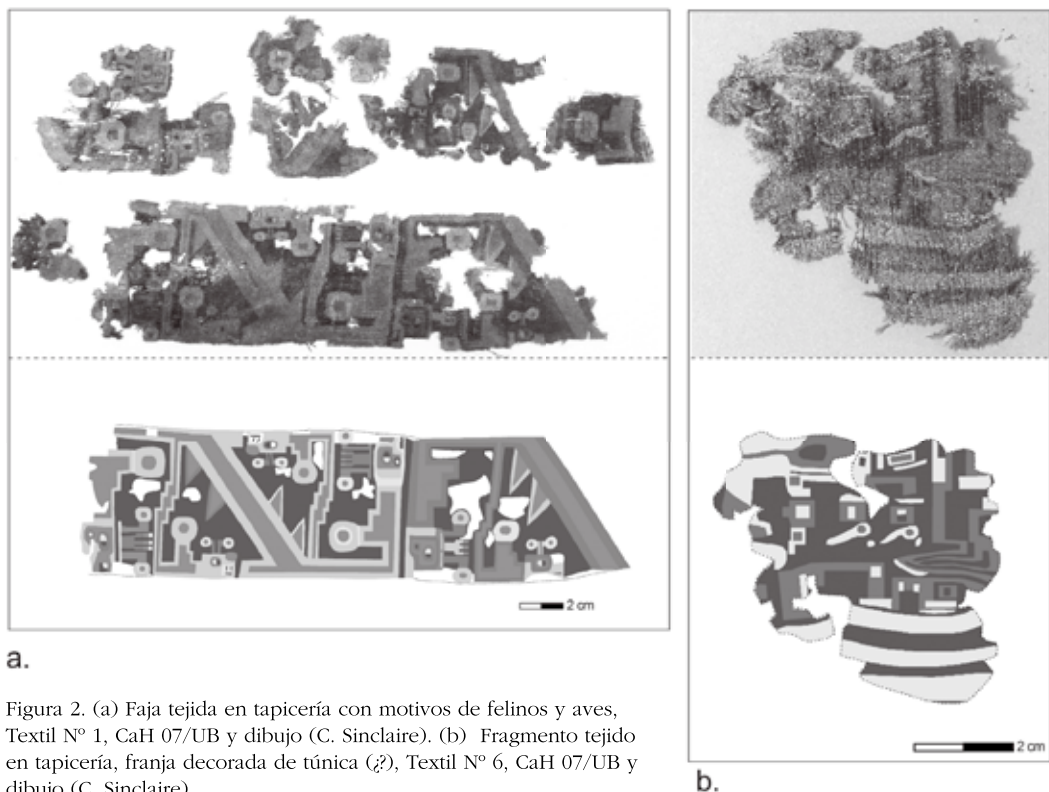 2 cm
2 cm
a.
b.
Figura 2. (a) Faja tejida en tapicería con motivos de felinos y aves,
Textil Nº 1, CaH 07/UB y dibujo (C. Sinclaire). (b) Fragmento tejido
en tapicería, franja decorada de túnica (¿?), Textil Nº 6, CaH 07/UB y
dibujo (C. Sinclaire)